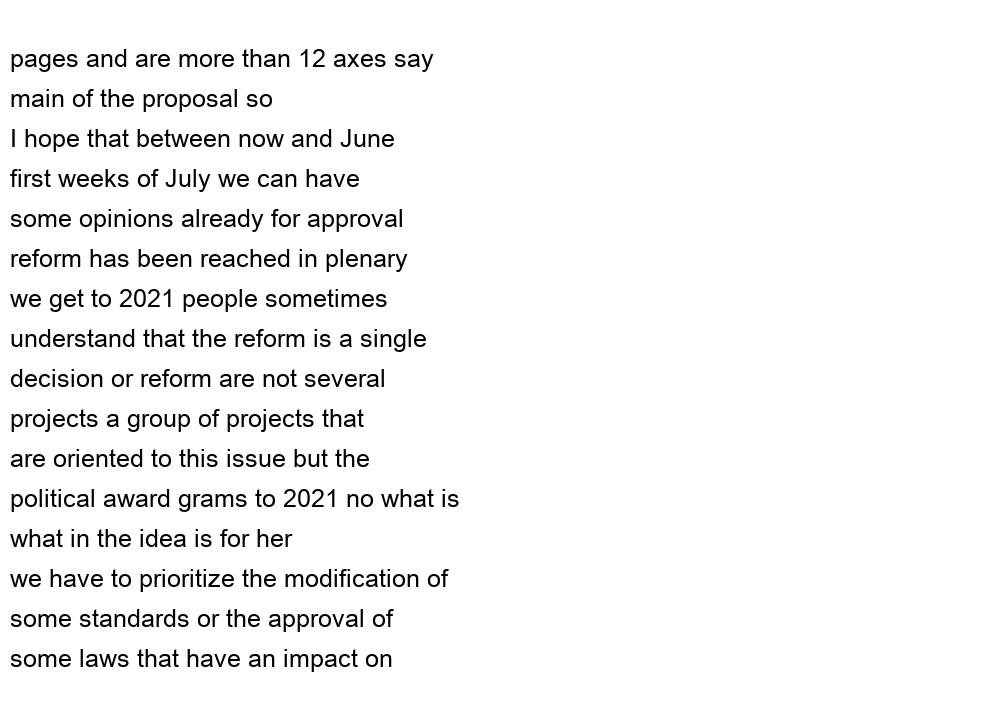 pages and are more than 12 axes say
main of the proposal so
I hope that between now and June
first weeks of July we can have
some opinions already for approval
reform has been reached in plenary
we get to 2021 people sometimes
understand that the reform is a single
decision or reform are not several
projects a group of projects that
are oriented to this issue but the
political award grams to 2021 no what is
what in the idea is for her
we have to prioritize the modification of
some standards or the approval of
some laws that have an impact on